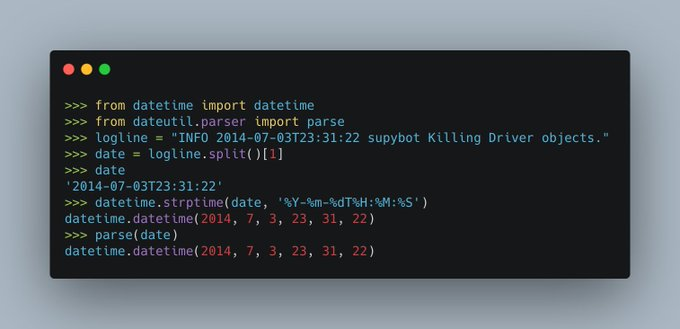 >>> from datetime import datetime
>>> from dateutil.parser import parse
>>> logline = "INFO 2014-07-03T23:31:22 supybot Killing Driver objects."
>>> date = logline.split()[1]
>>> date
'2014-07-03T23:31:22'
>>> datetime.strptime(date, '%Y-%m-%dT%H:%M:%S')
datetime.datetime(2014, 7, 3, 23, 31, 22)
>>> parse(date)
datetime.datetime(2014, 7, 3, 23, 31, 22)